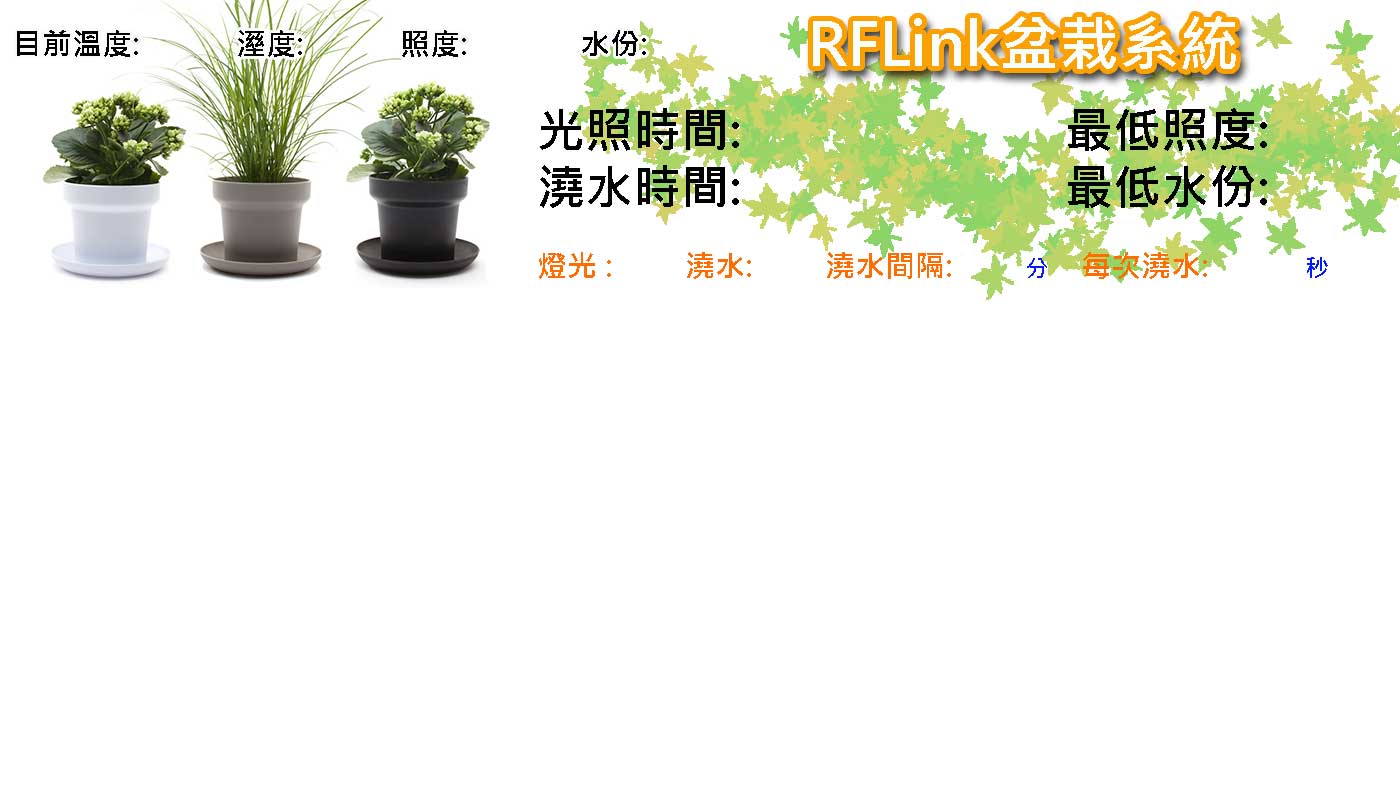 目前溫度: 溼度: 照度: 水份: RFLink盆栽系統
光照時間: 最低照度:
澆水時間: 最低水份:
燈光 : 澆水: 澆水間隔: 分 每次澆水: 秒